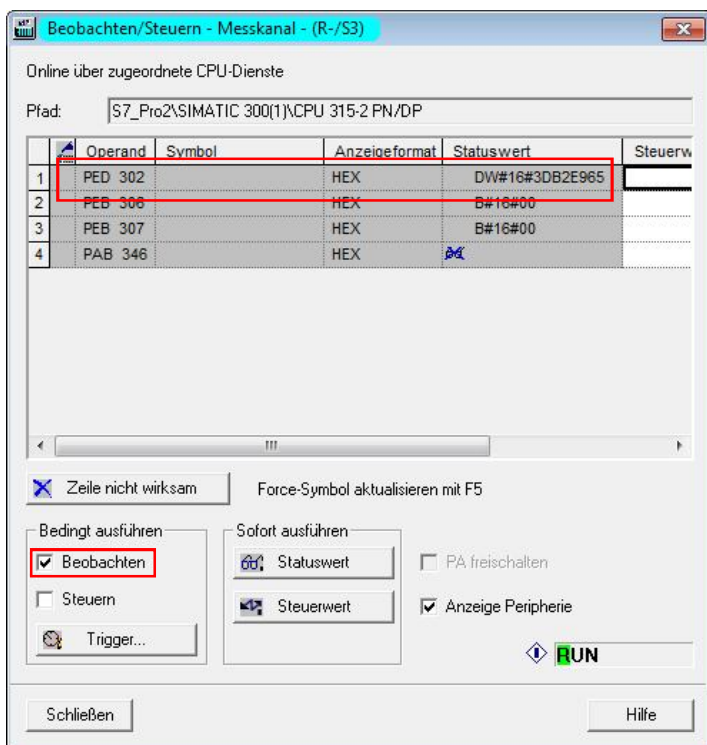 Beobachten/Steuern - Messkanal - (R-/S3)
Online über zugeordnete CPU-Dienste
Pfad: S7_Pro2\SIMATIC 300(1)\CPU 315-2 PN/DP
Operand Symbol Anzeigeformat Statuswert Steuerw
1 PED 302 HEX DW#16#3DB2E965
2 PEB 306 HEX B#16#00
3 PEB 307 HEX B#16#00
4 PAB 346 HEX
Zeile nicht wirksam Force-Symbol aktualisieren mit F5
Bedingt ausführen Sofort ausführen
Beobachten Statuswert PA freischalten
Steuern Steuerwert Anzeige Peripherie
Trigger...
RUN
Schließen Hilfe